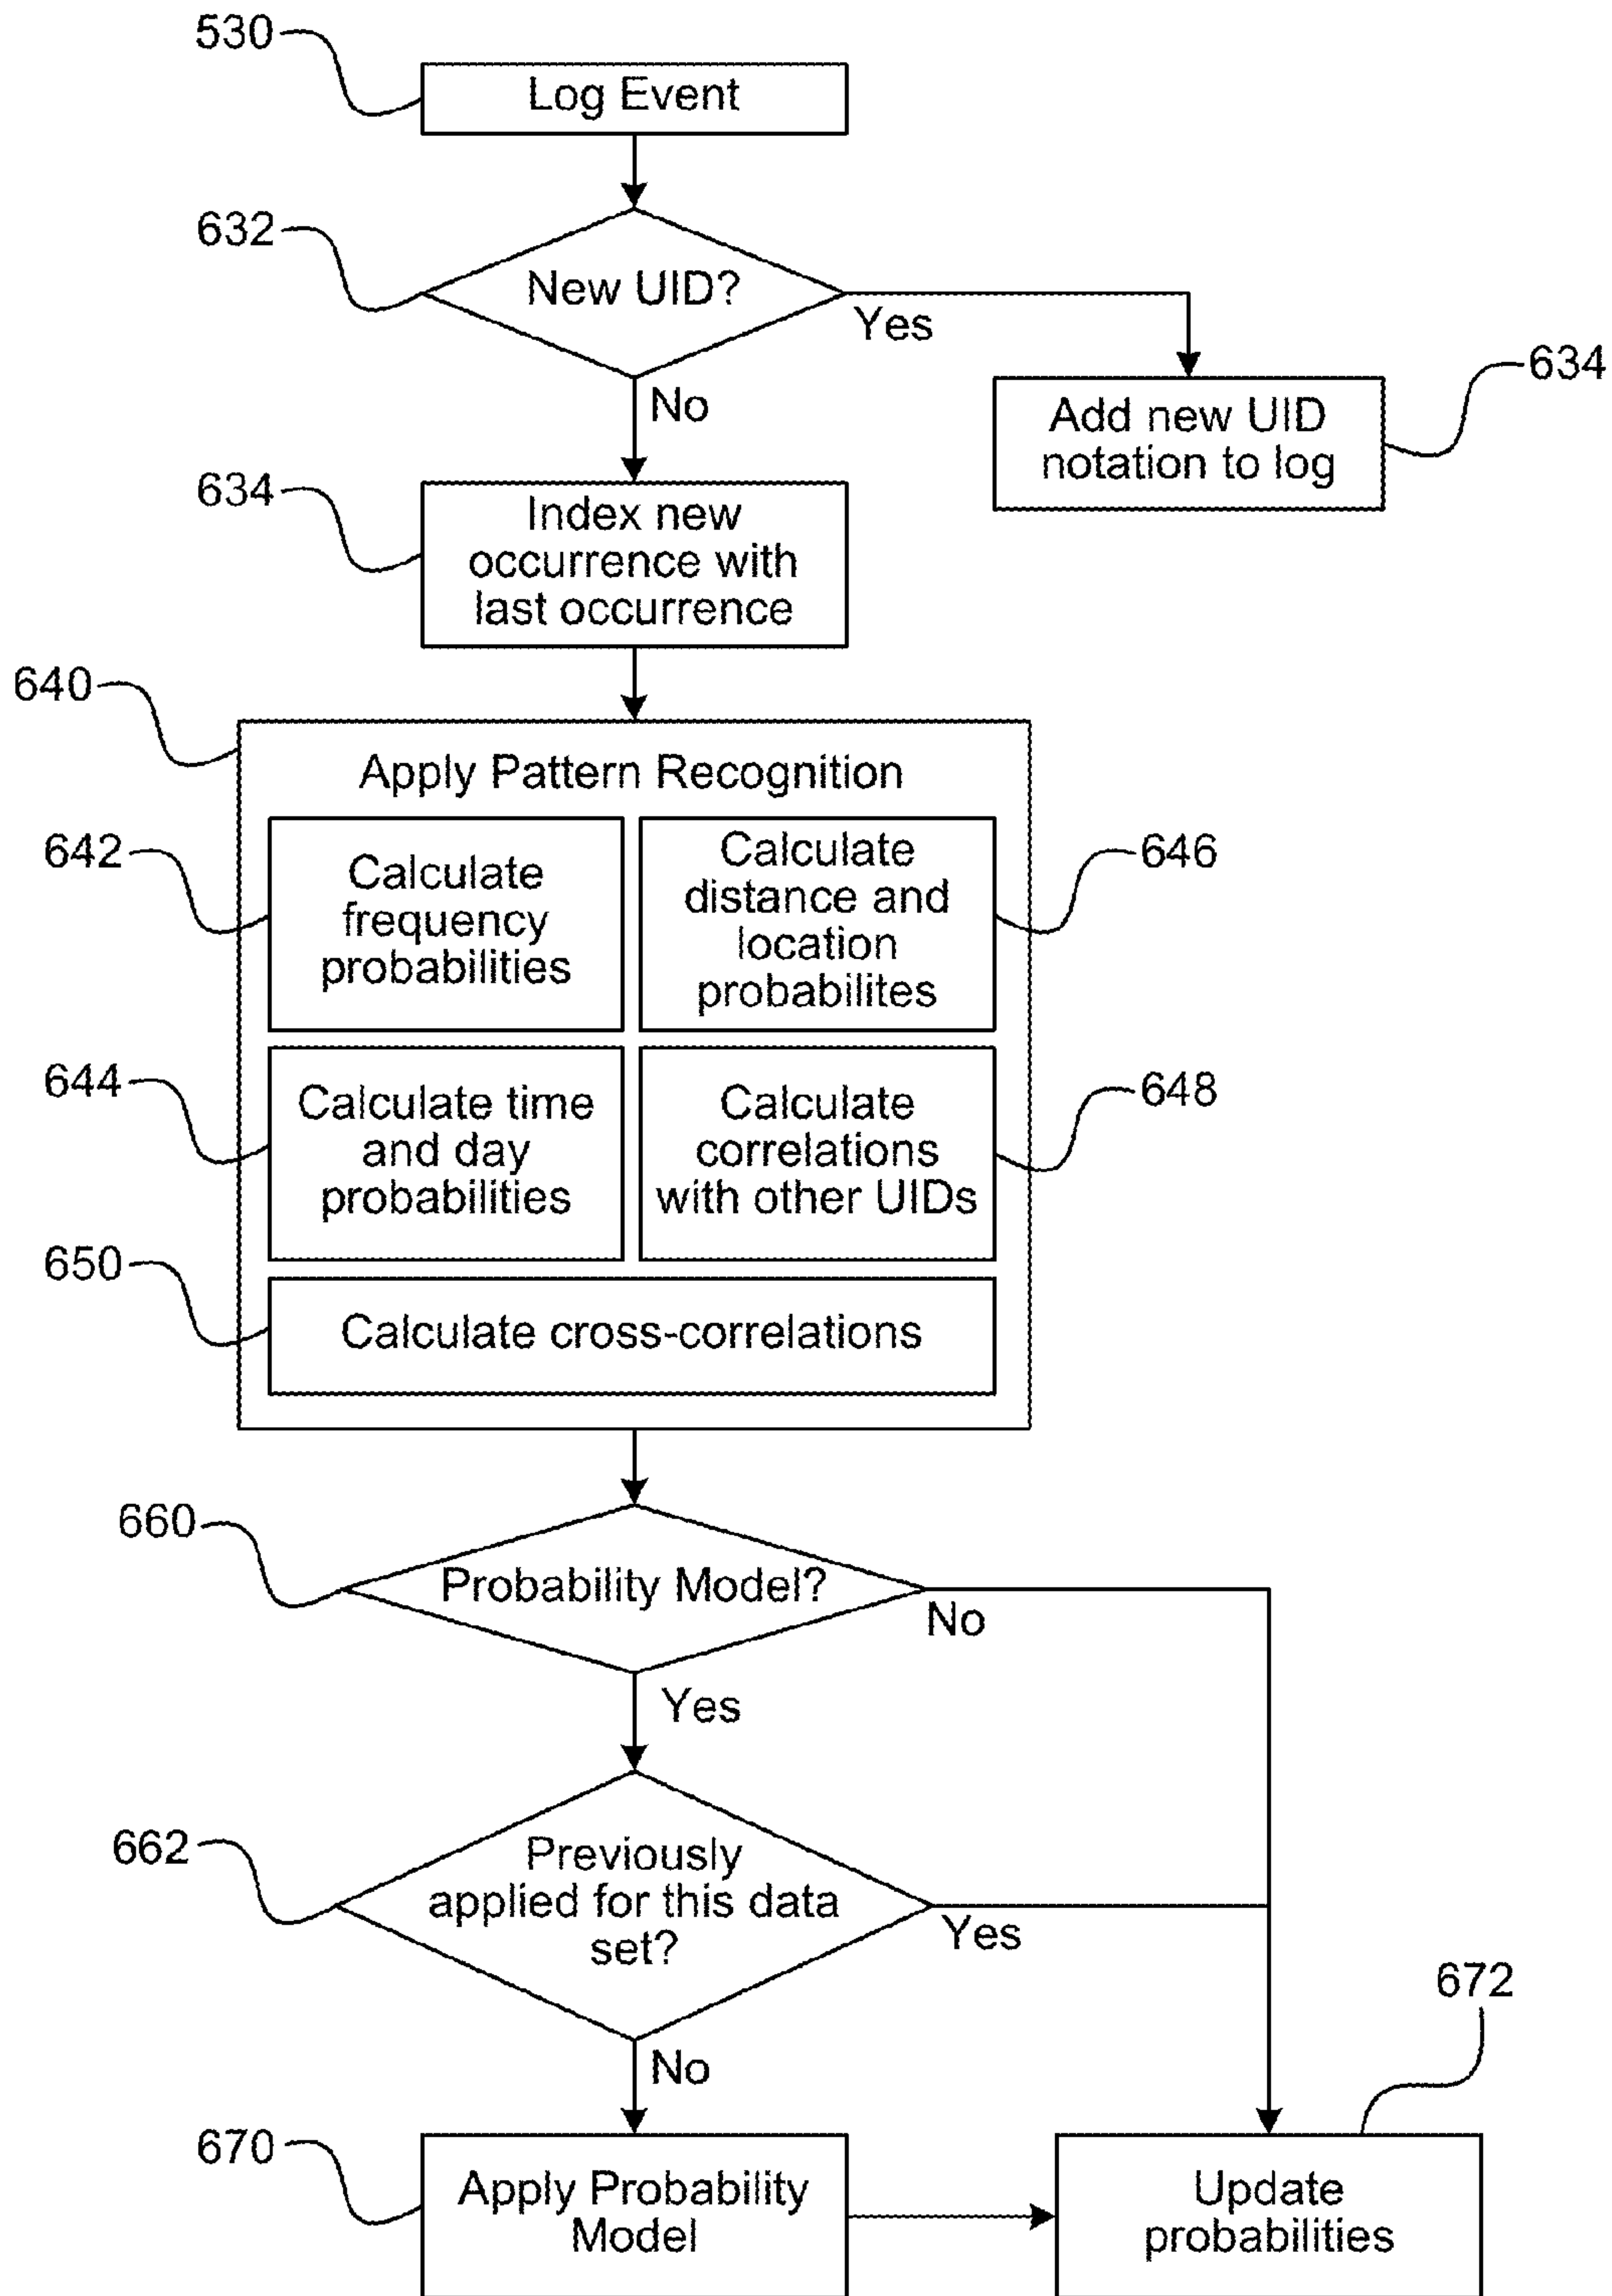 530
Log Event
632
New UID?
Yes
No
634
Add new UID
notation to log
634
Index new
occurrence with
last occurrence
640
Apply Pattern Recognition
642
Calculate
frequency
probabilities
Calculate
distance and
location
probabilites
646
644
Calculate time
and day
probabilities
Calculate
correlations
with other UIDs
648
650
Calculate cross-correlations
660
Probability Model?
No
Yes
662
Previously
applied for this data
set?
Yes
No
672
670
Apply Probability
Model
Update
probabilities